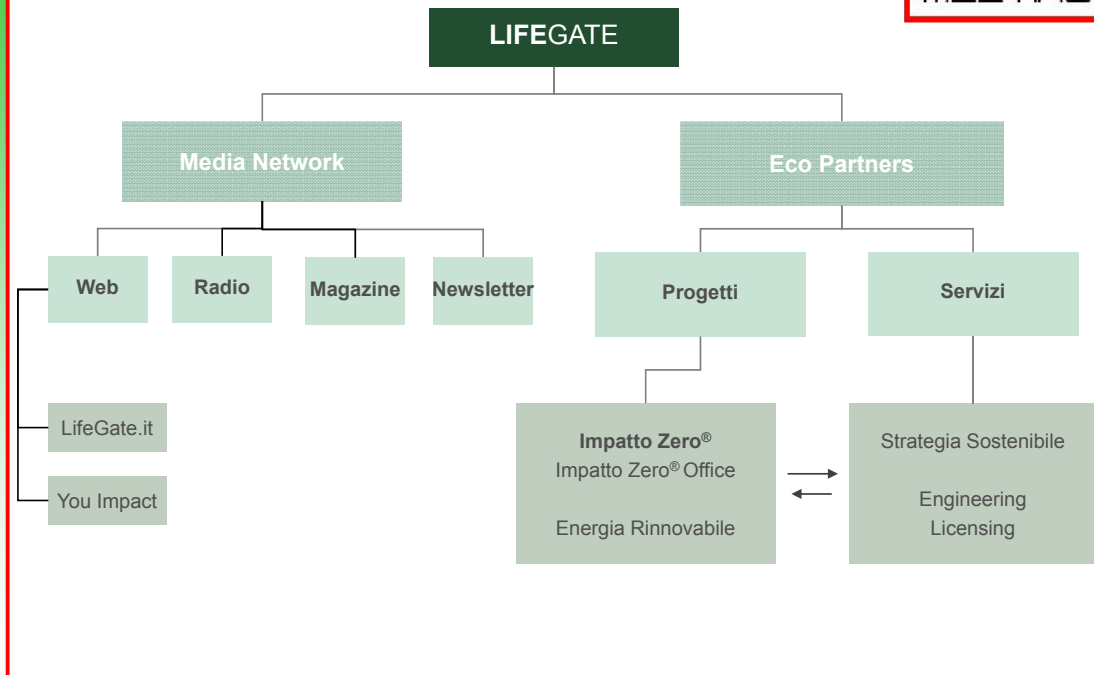 LIFEGATE
Media Network
Eco Partners
Web
Radio
Magazine
Newsletter
Progetti
Servizi
LifeGate.it
You Impact
Impatto Zero®
Impatto Zero® Office
Energia Rinnovabile
Strategia Sostenibile
Engineering
Licensing